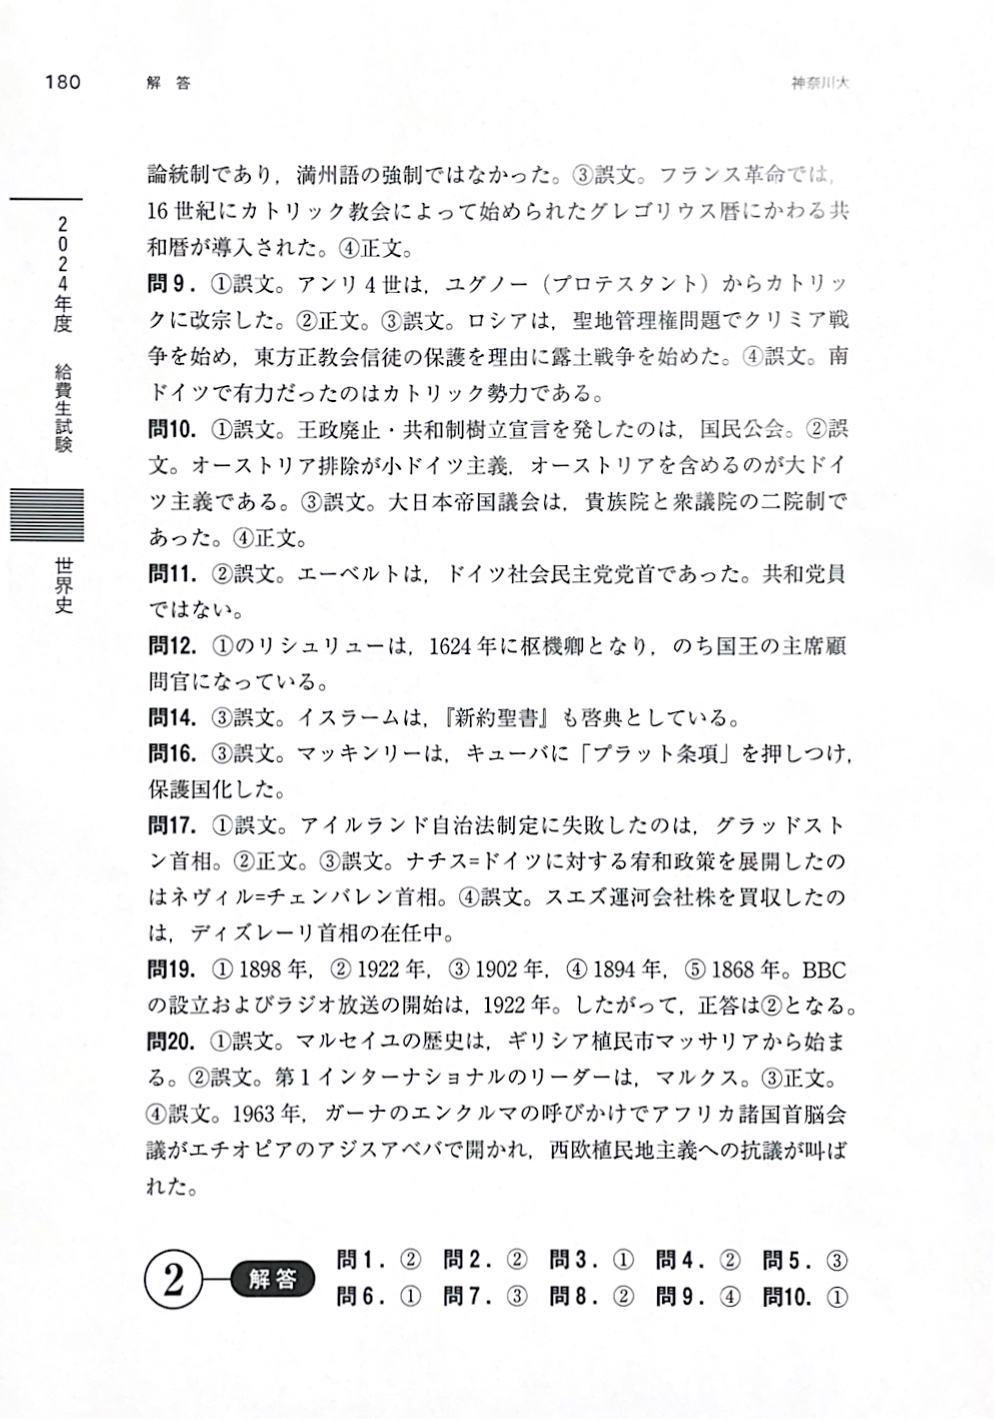 180 解答 神奈川大
2024年度 給費生試験 世界史
論統制であり，満州語の強制ではなかった。③誤文。フランス革命では，
16世紀にカトリック教会によって始められたグレゴリウス暦にかわる共
和暦が導入された。④正文。
問9．①誤文。アンリ4世は，ユグノー（プロテスタント）からカトリッ
クに改宗した。②正文。③誤文。ロシアは，聖地管理権問題でクリミア戦
争を始め，東方正教会信徒の保護を理由に露土戦争を始めた。④誤文。南
ドイツで有力だったのはカトリック勢力である。
問10．①誤文。王政廃止・共和制樹立宣言を発したのは，国民公会。②誤
文。オーストリア排除が小ドイツ主義，オーストリアを含めるのが大ドイ
ツ主義である。③誤文。大日本帝国議会は，貴族院と衆議院の二院制で
あった。④正文。
問11．②誤文。エーベルトは，ドイツ社会民主党党首であった。共和党員
ではない。
問12．①のリシュリューは，1624年に枢機卿となり，のち国王の主席顧
問官になっている。
問14．③誤文。イスラームは，『新約聖書』も啓典としている。
問16．③誤文。マッキンリーは，キューバに「プラット条項」を押しつけ，
保護国化した。
問17．①誤文。アイルランド自治法制定に失敗したのは，グラッドスト
ン首相。②正文。③誤文。ナチス=ドイツに対する宥和政策を展開したの
はネヴィル=チェンバレン首相。④誤文。スエズ運河会社株を買収したの
は，ディズレーリ首相の在任中。
問19．①1898年，②1922年，③1902年，④1894年，⑤1868年。BBC
の設立およびラジオ放送の開始は，1922年。したがって，正答は②となる。
問20．①誤文。マルセイユの歴史は，ギリシア植民市マッサリアから始ま
る。②誤文。第1インターナショナルのリーダーは，マルクス。③正文。
④誤文。1963年，ガーナのエンクルマの呼びかけでアフリカ諸国首脳会
議がエチオピアのアジスアベバで開かれ，西欧植民地主義への抗議が叫ば
れた。
2 解答 問1．② 問2．② 問3．① 問4．② 問5．③
問6．① 問7．③ 問8．② 問9．④ 問10．①